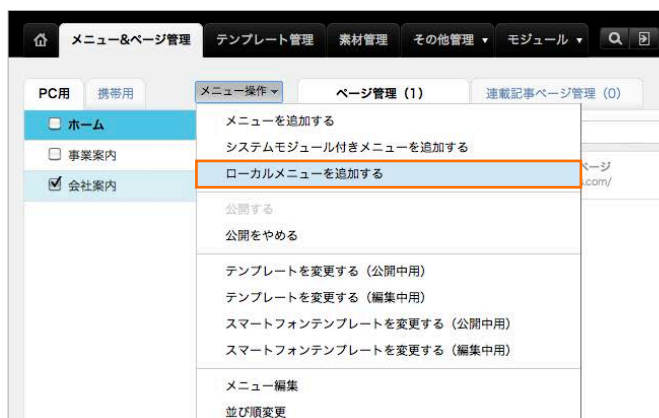 メニュー&ページ管理 テンプレート管理 素材管理 その他管理 ▼ モジュール ▼
PC用 携帯用 メニュー操作 ▼ ページ管理（1） 連載記事ページ管理（0）
ホーム
事業案内
会社案内
メニューを追加する
システムモジュール付きメニューを追加する
ローカルメニューを追加する
ページ
.com/
公開する
公開をやめる
テンプレートを変更する（公開中用）
テンプレートを変更する（編集中用）
スマートフォンテンプレートを変更する（公開中用）
スマートフォンテンプレートを変更する（編集中用）
メニュー編集
並び順変更